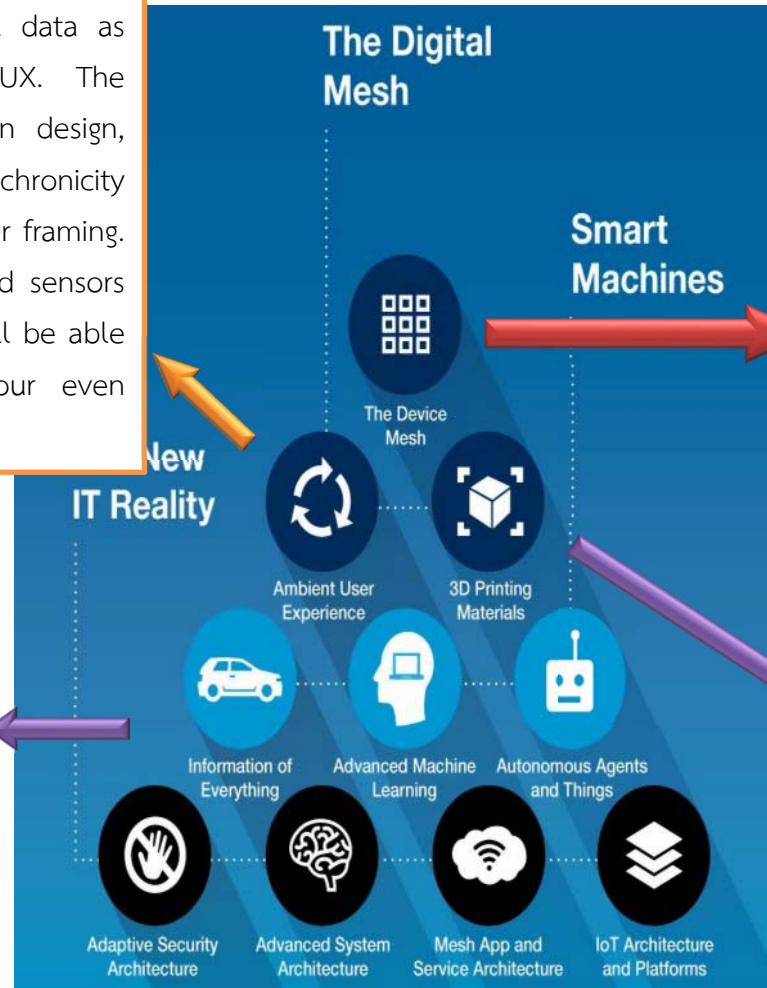 data as
UX. The
design,
chronicity
framing.
sensors
be able
our even
The Digital
Mesh
Smart
Machines
The Device
Mesh
New
IT Reality
Ambient User
Experience
3D Printing
Materials
Information of
Everything
Advanced Machine
Learning
Autonomous Agents
and Things
Adaptive Security
Architecture
Advanced System
Architecture
Mesh App and
Service Architecture
IoT Architecture
and Platforms